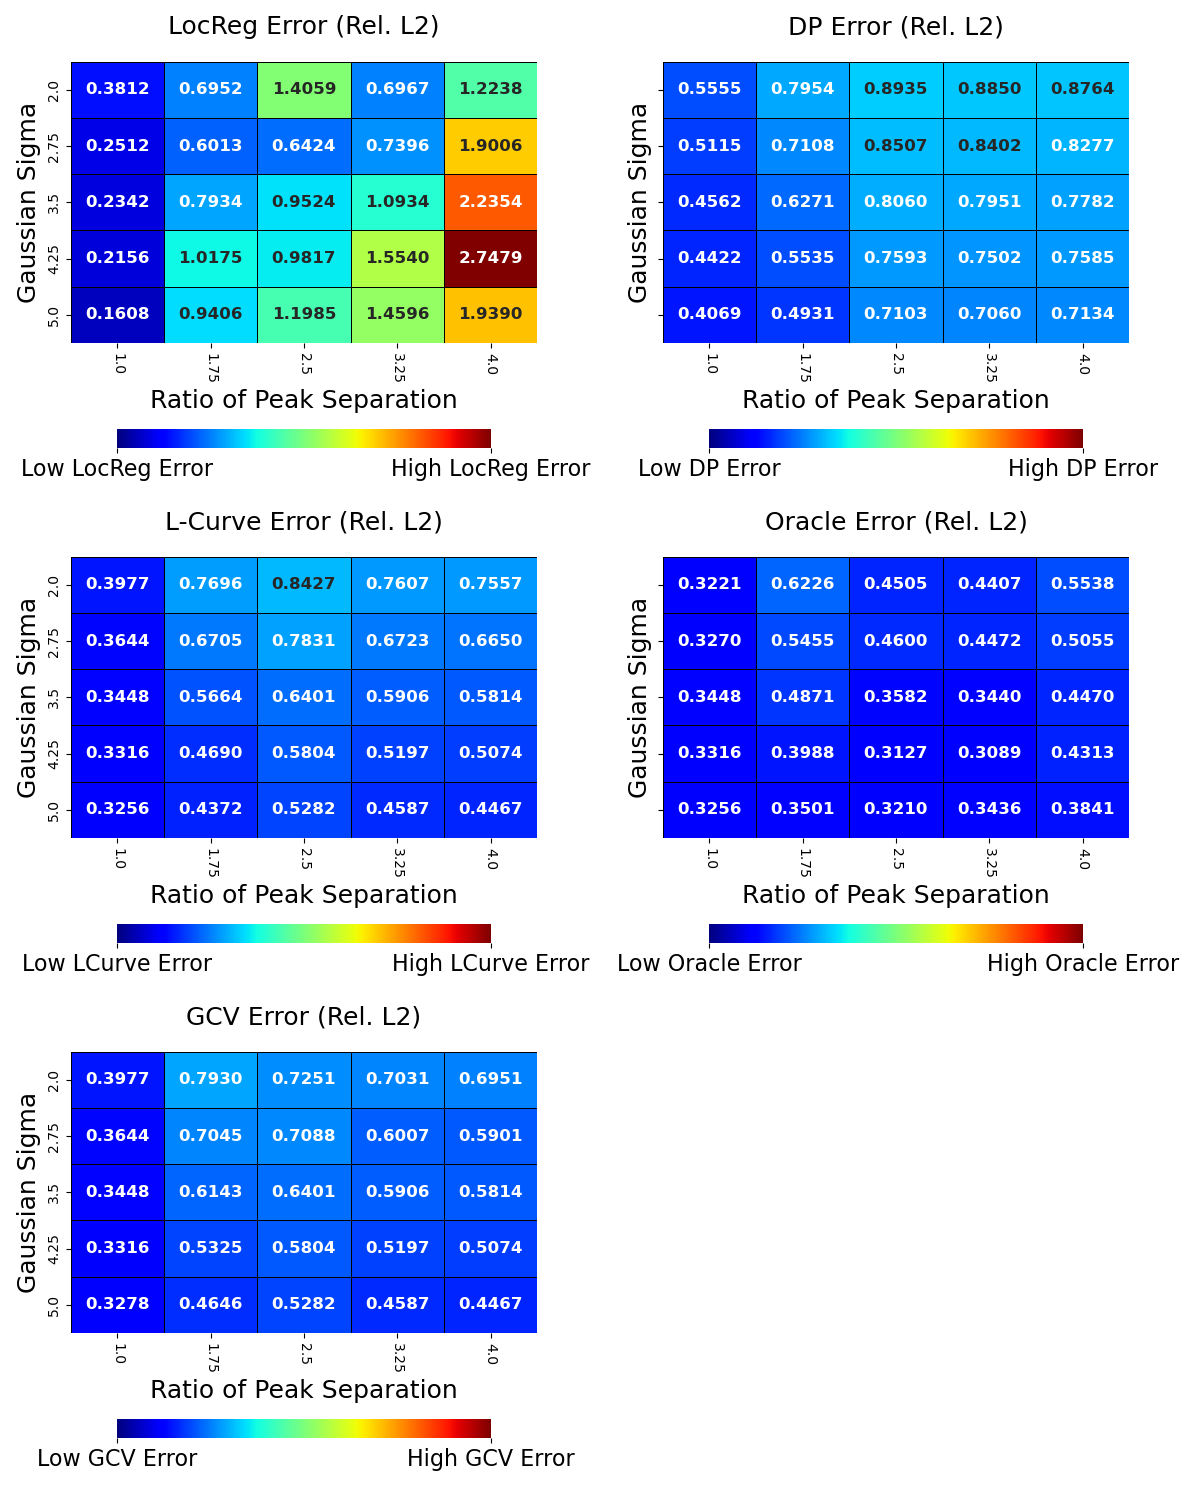 LocReg Error (Rel. L2)
Gaussian Sigma
2.0 0.3812 0.6952 1.4059 0.6967 1.2238
2.75 0.2512 0.6013 0.6424 0.7396 1.9006
3.5 0.2342 0.7934 0.9524 1.0934 2.2354
4.25 0.2156 1.0175 0.9817 1.5540 2.7479
5.0 0.1608 0.9406 1.1985 1.4596 1.9390
1.0 1.75 2.5 3.25 4.0
Ratio of Peak Separation
Low LocReg Error High LocReg Error
DP Error (Rel. L2)
Gaussian Sigma
0.5555 0.7954 0.8935 0.8850 0.8764
0.5115 0.7108 0.8507 0.8402 0.8277
0.4562 0.6271 0.8060 0.7951 0.7782
0.4422 0.5535 0.7593 0.7502 0.7585
0.4069 0.4931 0.7103 0.7060 0.7134
1.0 1.75 2.5 3.25 4.0
Ratio of Peak Separation
Low DP Error High DP Error
L-Curve Error (Rel. L2)
Gaussian Sigma
2.0 0.3977 0.7696 0.8427 0.7607 0.7557
2.75 0.3644 0.6705 0.7831 0.6723 0.6650
3.5 0.3448 0.5664 0.6401 0.5906 0.5814
4.25 0.3316 0.4690 0.5804 0.5197 0.5074
5.0 0.3256 0.4372 0.5282 0.4587 0.4467
1.0 1.75 2.5 3.25 4.0
Ratio of Peak Separation
Low LCurve Error High LCurve Error
Oracle Error (Rel. L2)
Gaussian Sigma
0.3221 0.6226 0.4505 0.4407 0.5538
0.3270 0.5455 0.4600 0.4472 0.5055
0.3448 0.4871 0.3582 0.3440 0.4470
0.3316 0.3988 0.3127 0.3089 0.4313
0.3256 0.3501 0.3210 0.3436 0.3841
1.0 1.75 2.5 3.25 4.0
Ratio of Peak Separation
Low Oracle Error High Oracle Error
GCV Error (Rel. L2)
Gaussian Sigma
2.0 0.3977 0.7930 0.7251 0.7031 0.6951
2.75 0.3644 0.7045 0.7088 0.6007 0.5901
3.5 0.3448 0.6143 0.6401 0.5906 0.5814
4.25 0.3316 0.5325 0.5804 0.5197 0.5074
5.0 0.3278 0.4646 0.5282 0.4587 0.4467
1.0 1.75 2.5 3.25 4.0
Ratio of Peak Separation
Low GCV Error High GCV Error